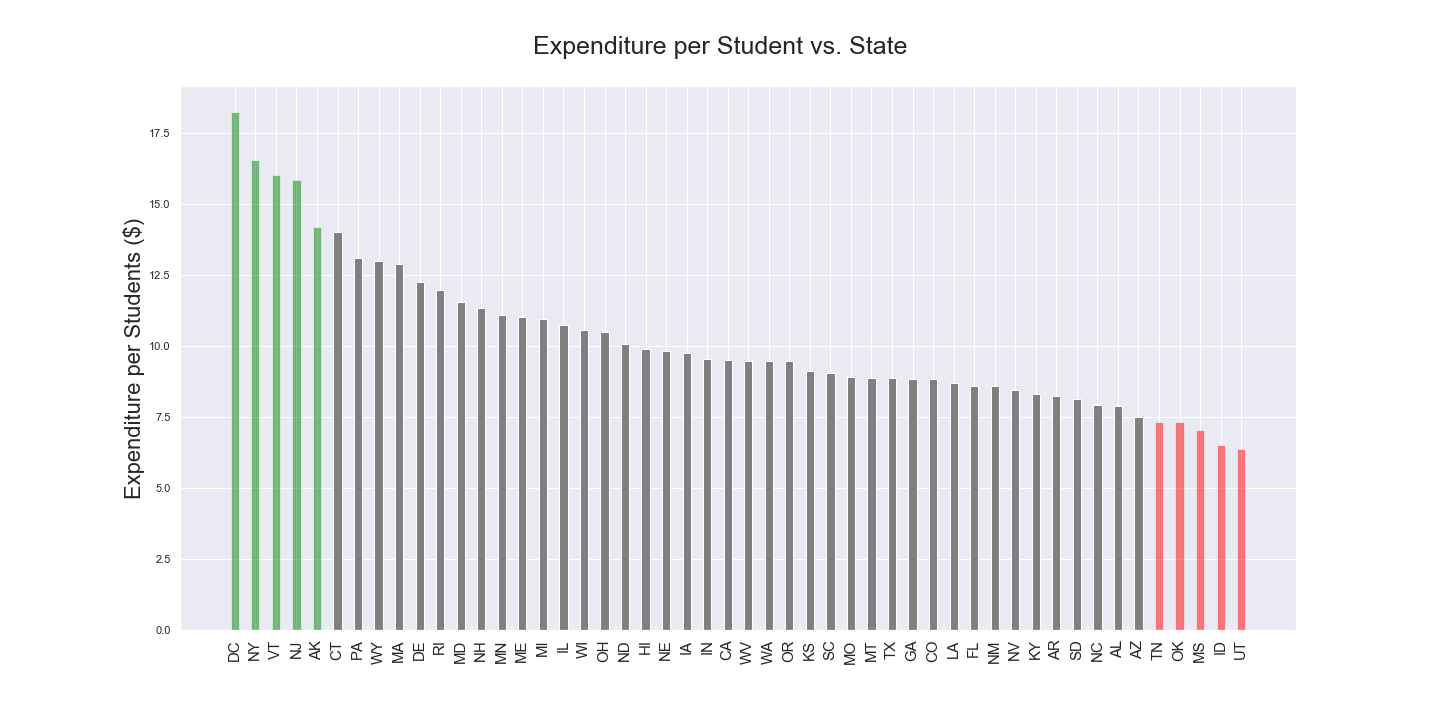 Expenditure per Student vs. State
Expenditure per Students ($)
17.5
15.0
12.5
10.0
7.5
5.0
2.5
0.0
DC NY VT NJ AK CT PA WY MA DE RI MD NH MN ME MI IL WI OH ND HI NE IA IN CA WV WA OR KS SC MO MT TX GA CO LA FL NM NV KY AR SD NC AL AZ TN OK MS ID UT